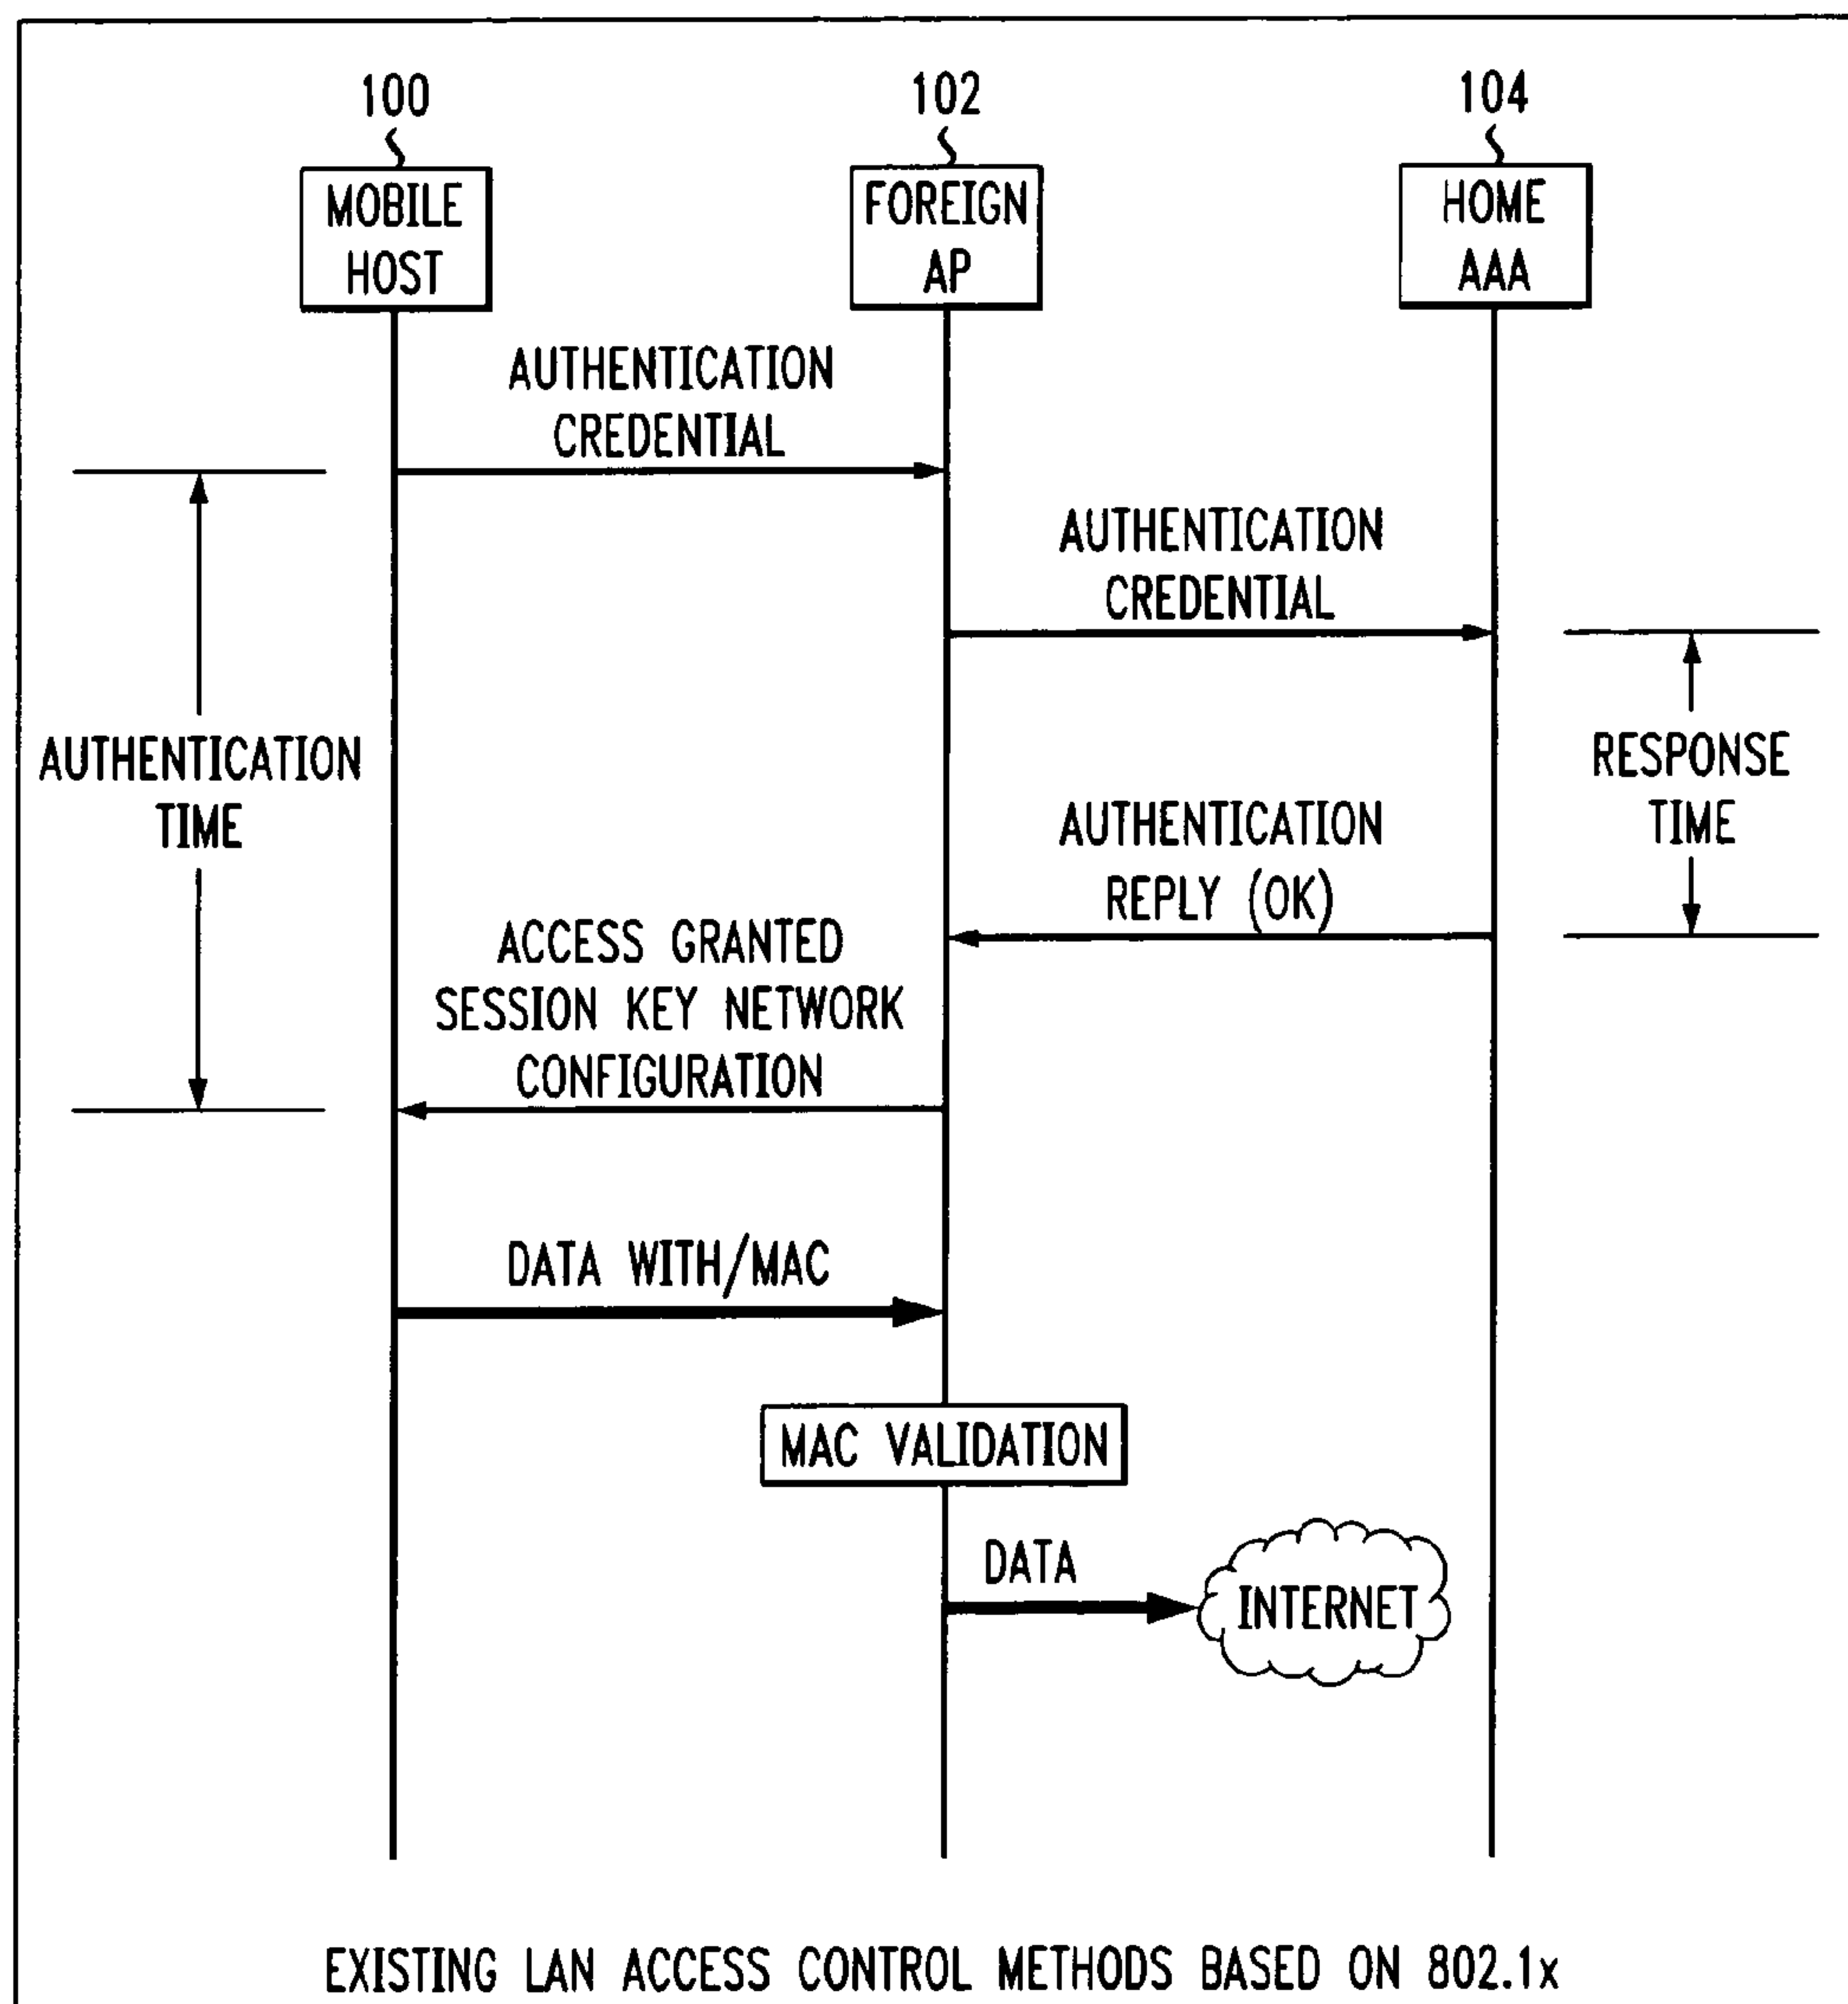 100
102
104
MOBILE
HOST
FOREIGN
AP
HOME
AAA
AUTHENTICATION
CREDENTIAL
AUTHENTICATION
CREDENTIAL
AUTHENTICATION
TIME
RESPONSE
TIME
AUTHENTICATION
REPLY (OK)
ACCESS GRANTED
SESSION KEY NETWORK
CONFIGURATION
DATA WITH/MAC
MAC VALIDATION
DATA
INTERNET
EXISTING LAN ACCESS CONTROL METHODS BASED ON 802.1x